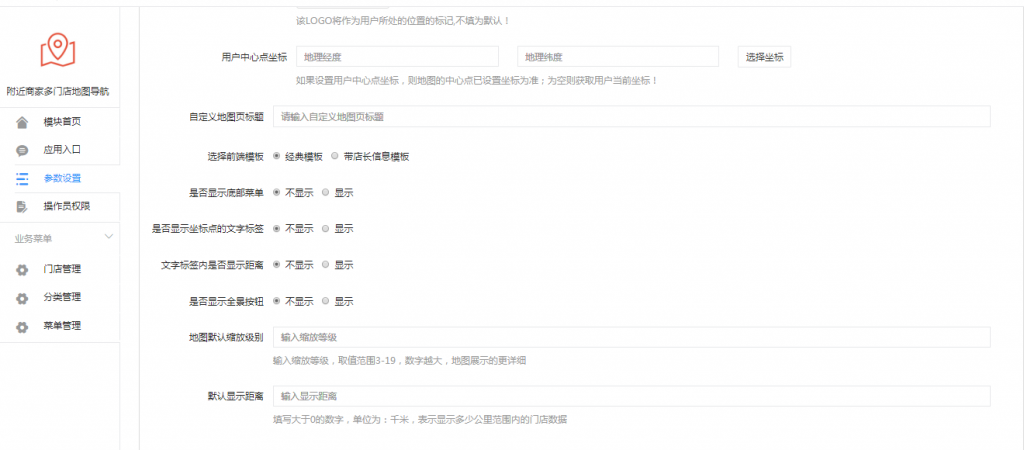 该LOGO将作为用户所处的位置的标记,不填为默认！
附近商家多门店地图导航
模块首页
应用入口
参数设置
操作员权限
业务菜单
门店管理
分类管理
菜单管理
用户中心点坐标 地理经度 地理纬度 选择坐标
如果设置用户中心点坐标，则地图的中心点已设置坐标为准；为空则获取用户当前坐标！
自定义地图页标题 请输入自定义地图页标题
选择前端模板 经典模板 带店长信息模板
是否显示底部菜单 不显示 显示
是否显示坐标点的文字标签 不显示 显示
文字标签内是否显示距离 不显示 显示
是否显示全景按钮 不显示 显示
地图默认缩放级别 输入缩放等级
输入缩放等级，取值范围3-19，数字越大，地图展示的更详细
默认显示距离 输入显示距离
填写大于0的数字，单位为：千米，表示显示多少公里范围内的门店数据